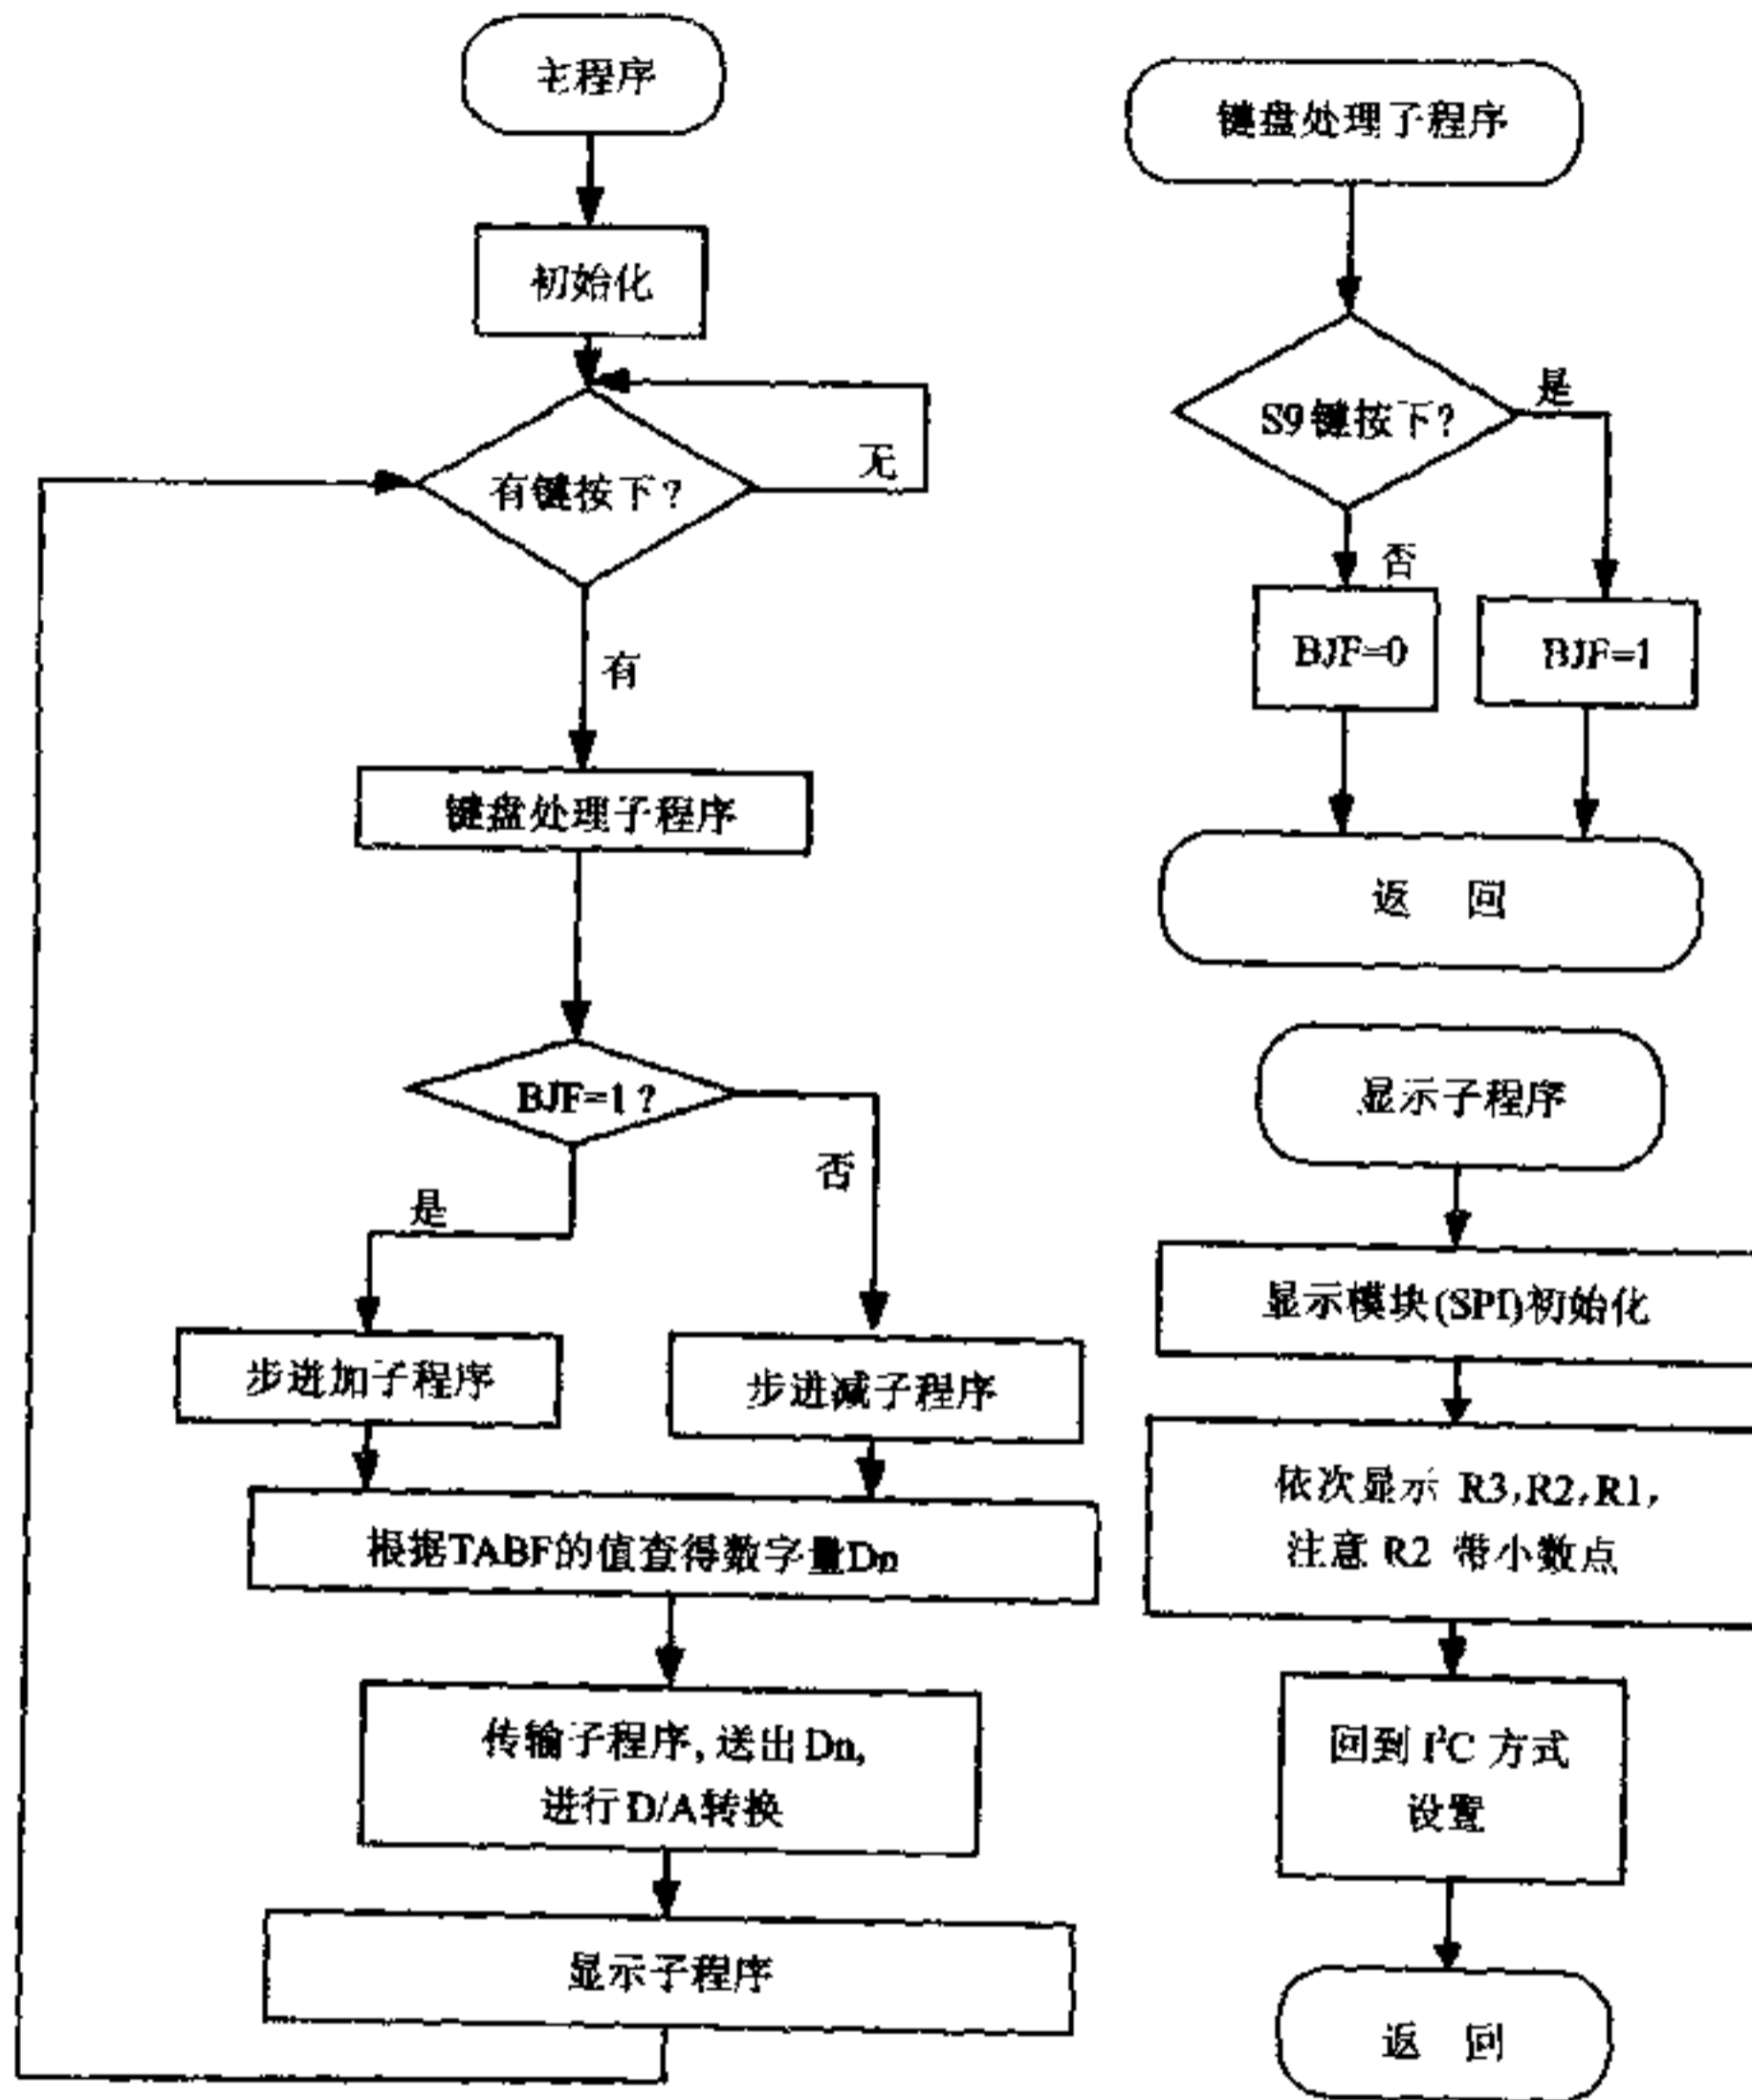 主程序
初始化
有键按下?
无
有
键盘处理子程序
BJF=1?
是
否
步进加子程序
步进减子程序
根据TABF的值查得数字量Dn
传输子程序,送出Dn,
进行D/A转换
显示子程序
键盘处理子程序
S9键按下?
是
否
BJF=0
BJF=1
返 回
显示子程序
显示模块(SPI)初始化
依次显示 R3,R2,R1,
注意 R2 带小数点
回到 I²C 方式
设置
返 回